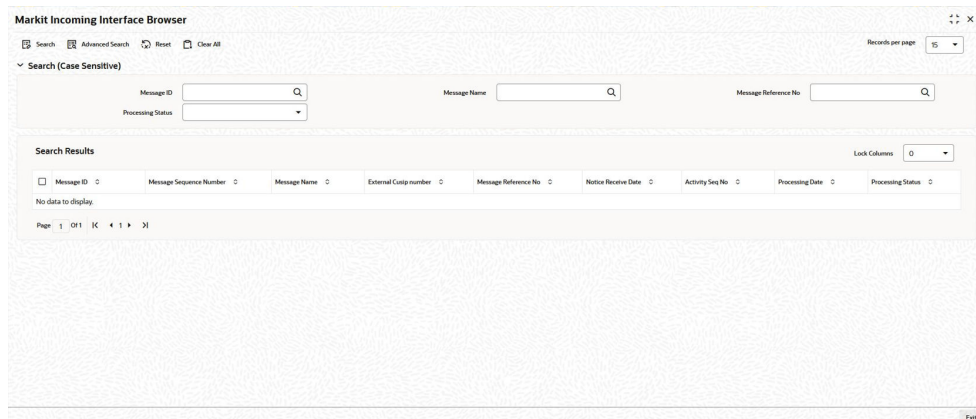 Markit Incoming Interface Browser
Search Advanced Search Reset Clear All Records per page 15
Search (Case Sensitive)
Message ID Message Name Message Reference No
Processing Status
Search Results Lock Columns 0
Message ID Message Sequence Number Message Name External Cusip number Message Reference No Notice Receive Date Activity Seq No Processing Date Processing Status
No data to display.
Page 1 Of 1 1
Exit